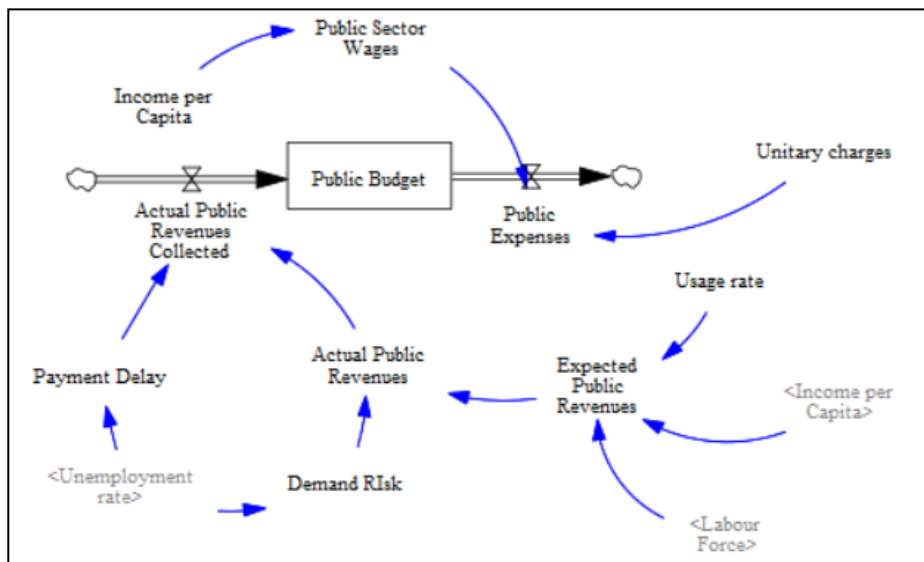 Public Sector
Wages
Income per
Capita
Unitary charges
Public Budget
Actual Public
Revenues
Collected
Public
Expenses
Usage rate
Payment Delay
Actual Public
Revenues
Expected
Public
Revenues
<Income per
Capita>
<Unemployment
rate>
Demand RIsk
<Labour
Force>